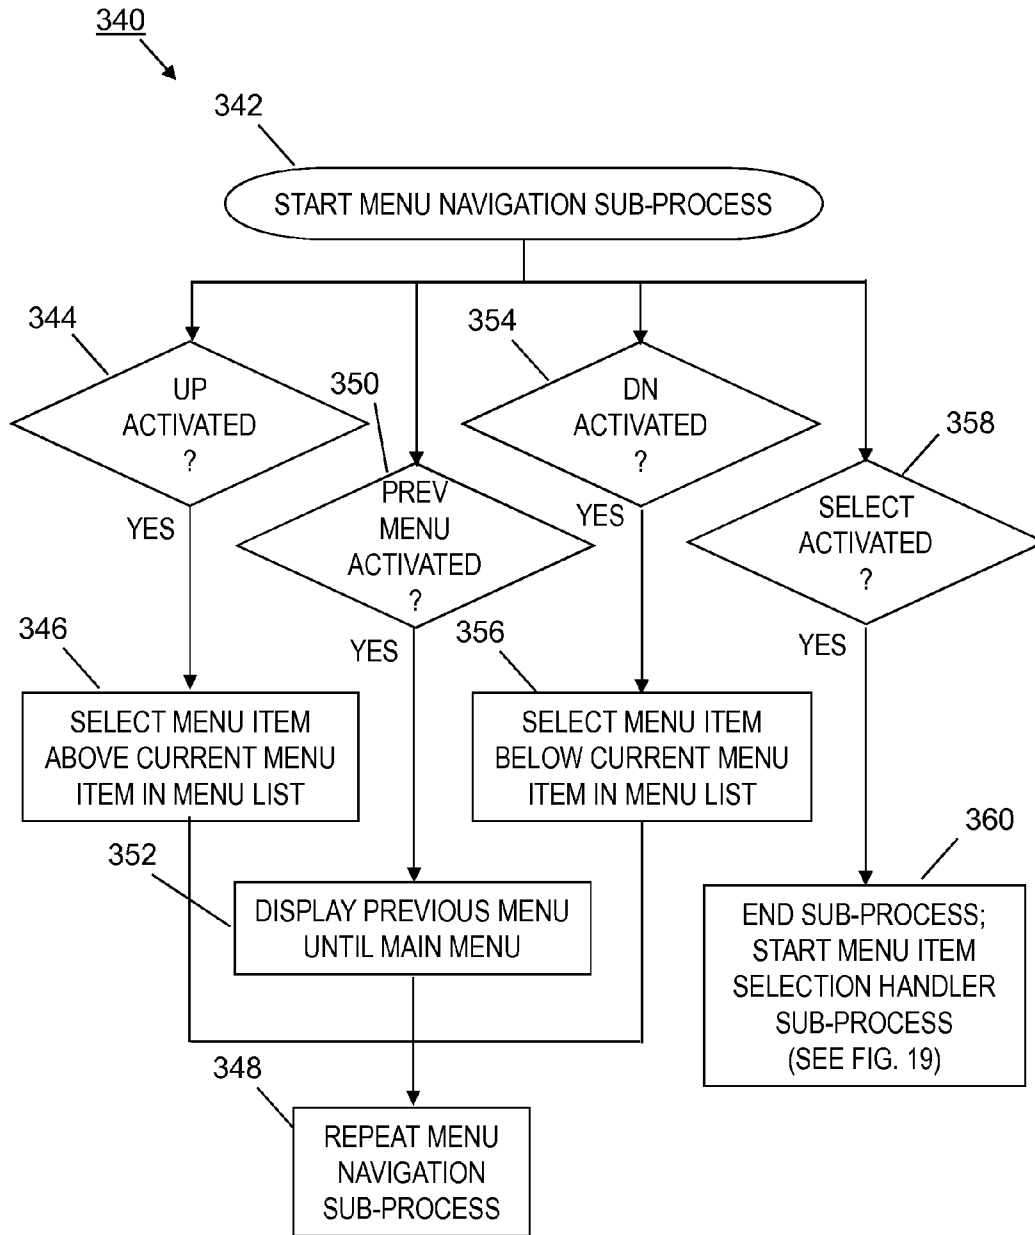 340
342
START MENU NAVIGATION SUB-PROCESS
344
UP
ACTIVATED
?
YES
350
PREV
MENU
ACTIVATED
?
YES
354
DN
ACTIVATED
?
YES
358
SELECT
ACTIVATED
?
YES
346
SELECT MENU ITEM
ABOVE CURRENT MENU
ITEM IN MENU LIST
356
SELECT MENU ITEM
BELOW CURRENT MENU
ITEM IN MENU LIST
352
DISPLAY PREVIOUS MENU
UNTIL MAIN MENU
360
END SUB-PROCESS;
START MENU ITEM
SELECTION HANDLER
SUB-PROCESS
(SEE FIG. 19)
348
REPEAT MENU
NAVIGATION
SUB-PROCESS